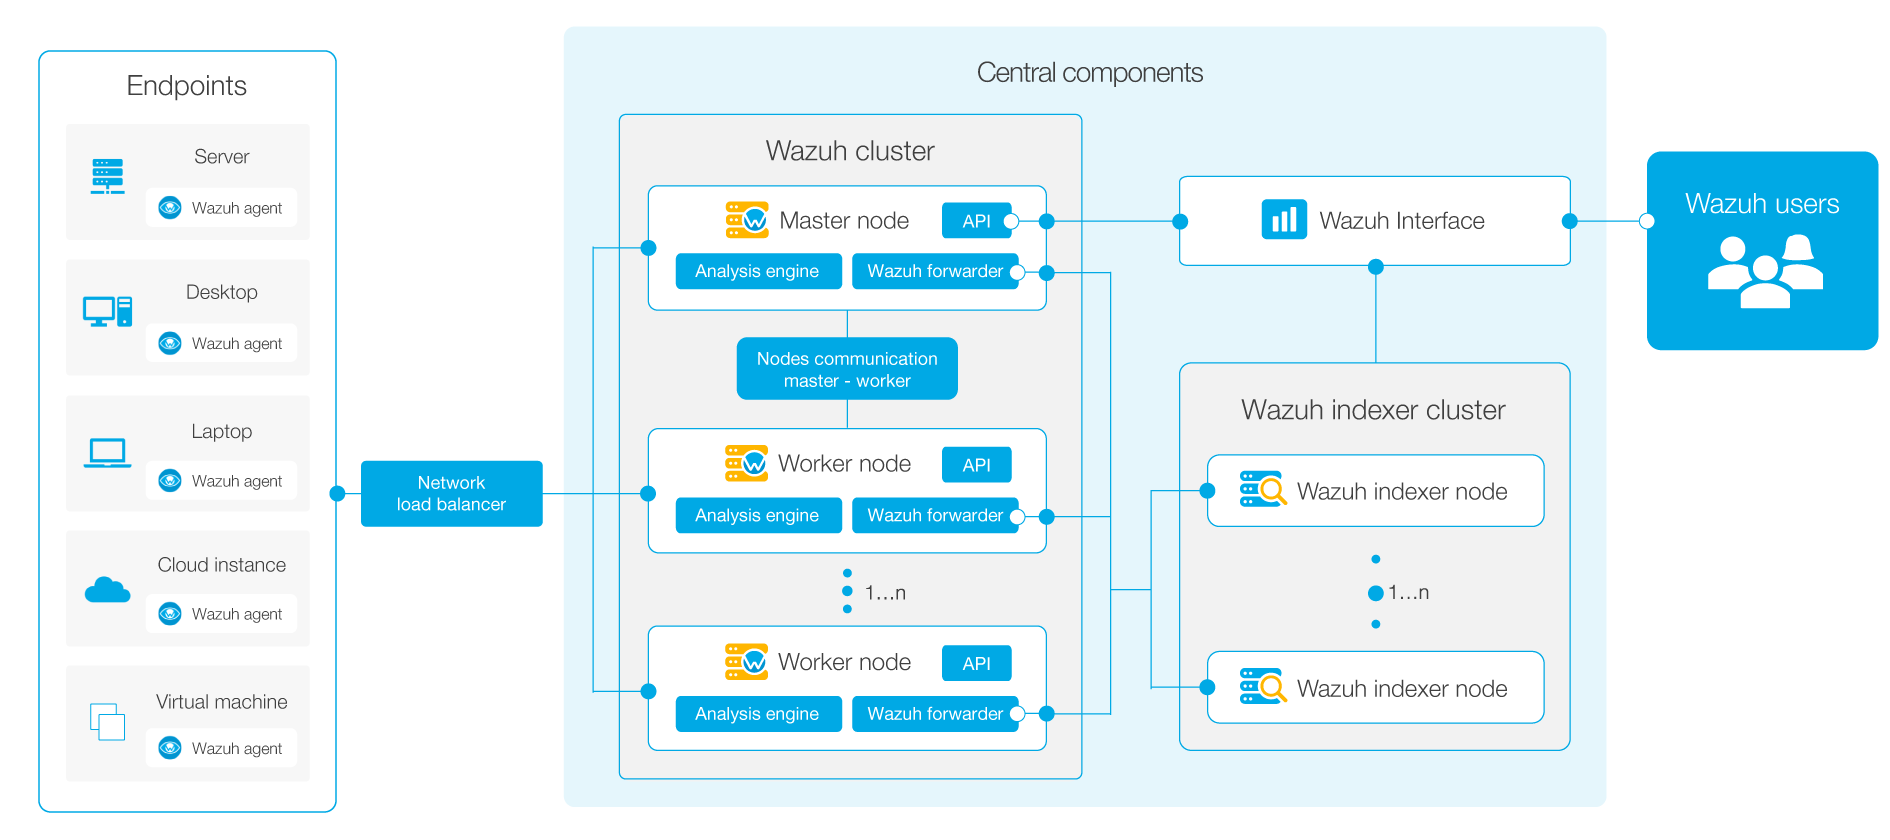 Endpoints
Server
Wazuh agent
Desktop
Wazuh agent
Laptop
Wazuh agent
Cloud instance
Wazuh agent
Virtual machine
Wazuh agent
Network
load balancer
Central components
Wazuh cluster
Master node
API
Analysis engine
Wazuh forwarder
Nodes communication
master - worker
Worker node
API
Analysis engine
Wazuh forwarder
1...n
Worker node
API
Analysis engine
Wazuh forwarder
Wazuh Interface
Wazuh indexer cluster
Wazuh indexer node
1...n
Wazuh indexer node
Wazuh users